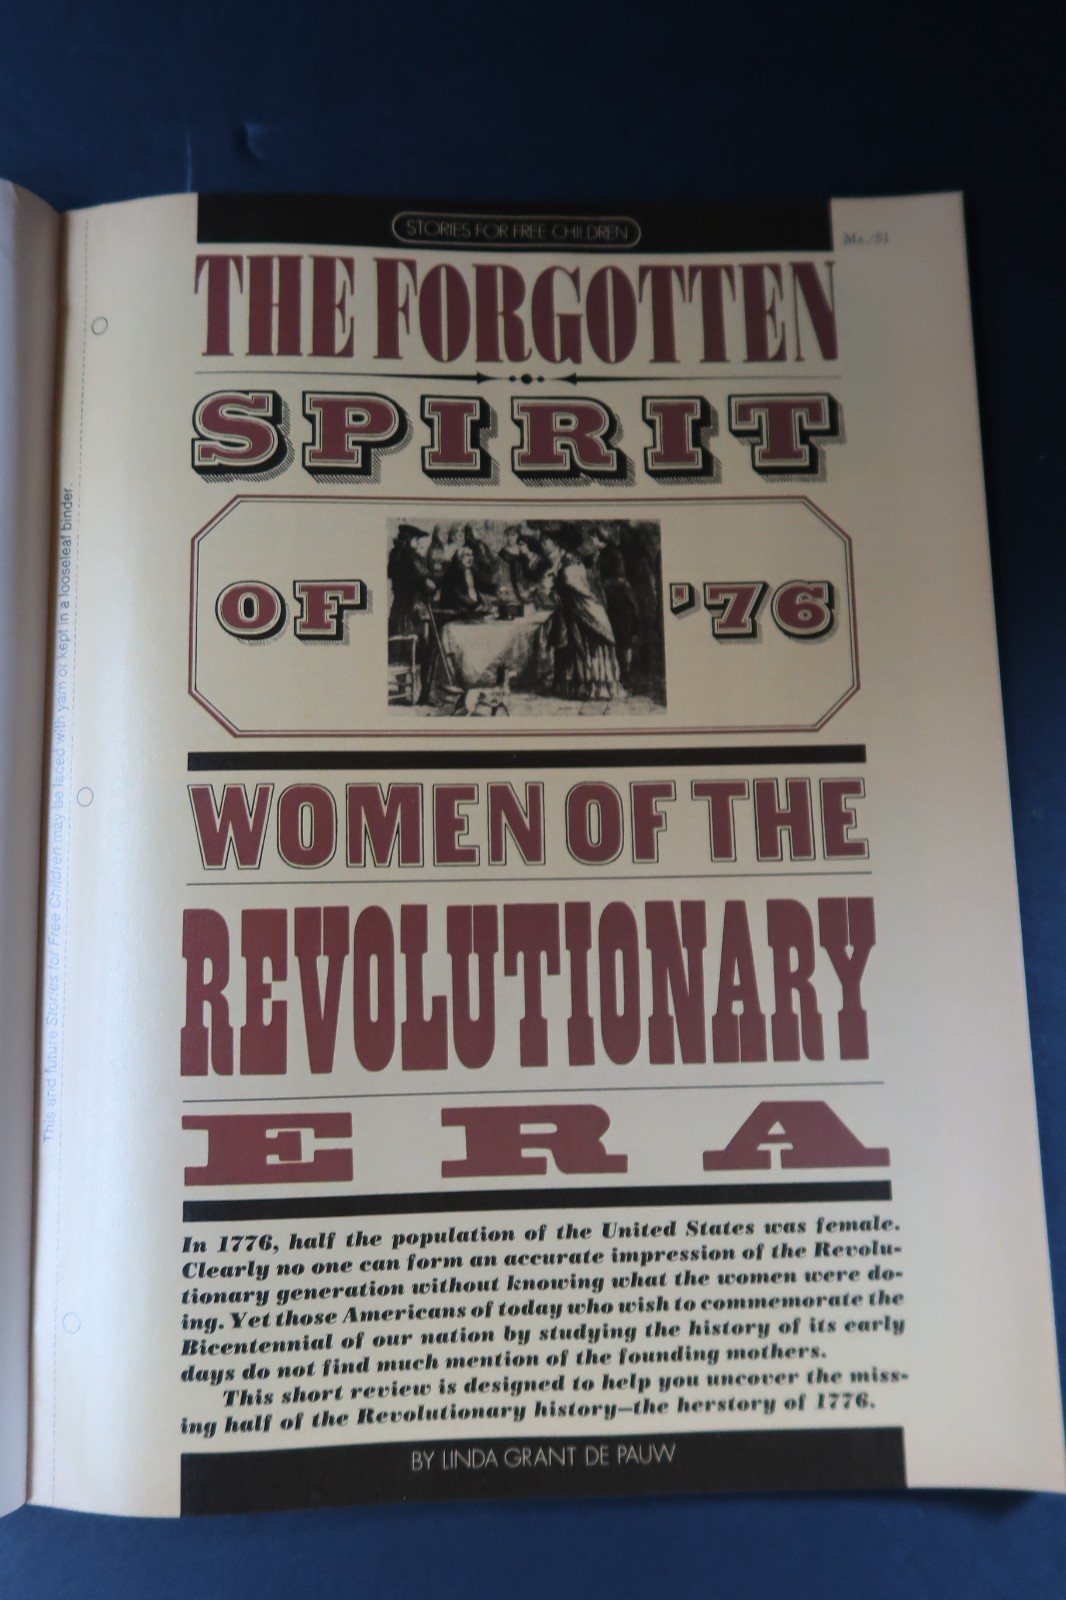 STORIES FOR FREE CHILDREN
Ms./51
THE FORGOTTEN
SPIRIT
OF '76
WOMEN OF THE
REVOLUTIONARY
ERA
In 1776, half the population of the United States was female.
Clearly no one can form an accurate impression of the Revolu-
tionary generation without knowing what the women were do-
ing. Yet those Americans of today who wish to commemorate the
Bicentennial of our nation by studying the history of its early
days do not find much mention of the founding mothers.
This short review is designed to help you uncover the miss-
ing half of the Revolutionary history—the herstory of 1776.
BY LINDA GRANT DE PAUW
This and future Stories for Free Children may be laced with yarn or kept in a looseleaf binder.